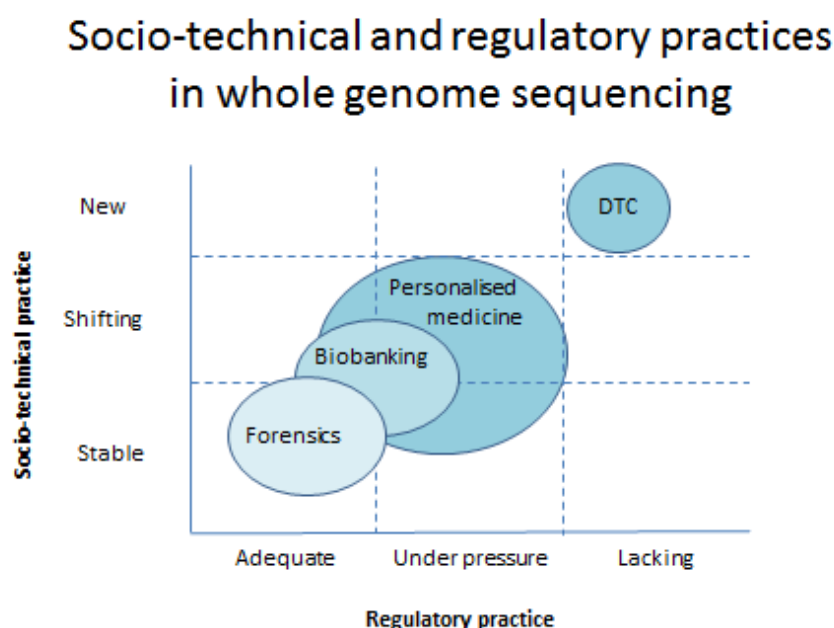 Socio-technical and regulatory practices
in whole genome sequencing
New
DTC
Socio-technical practice
Shifting
Personalised
medicine
Biobanking
Forensics
Stable
Adequate
Under pressure
Lacking
Regulatory practice